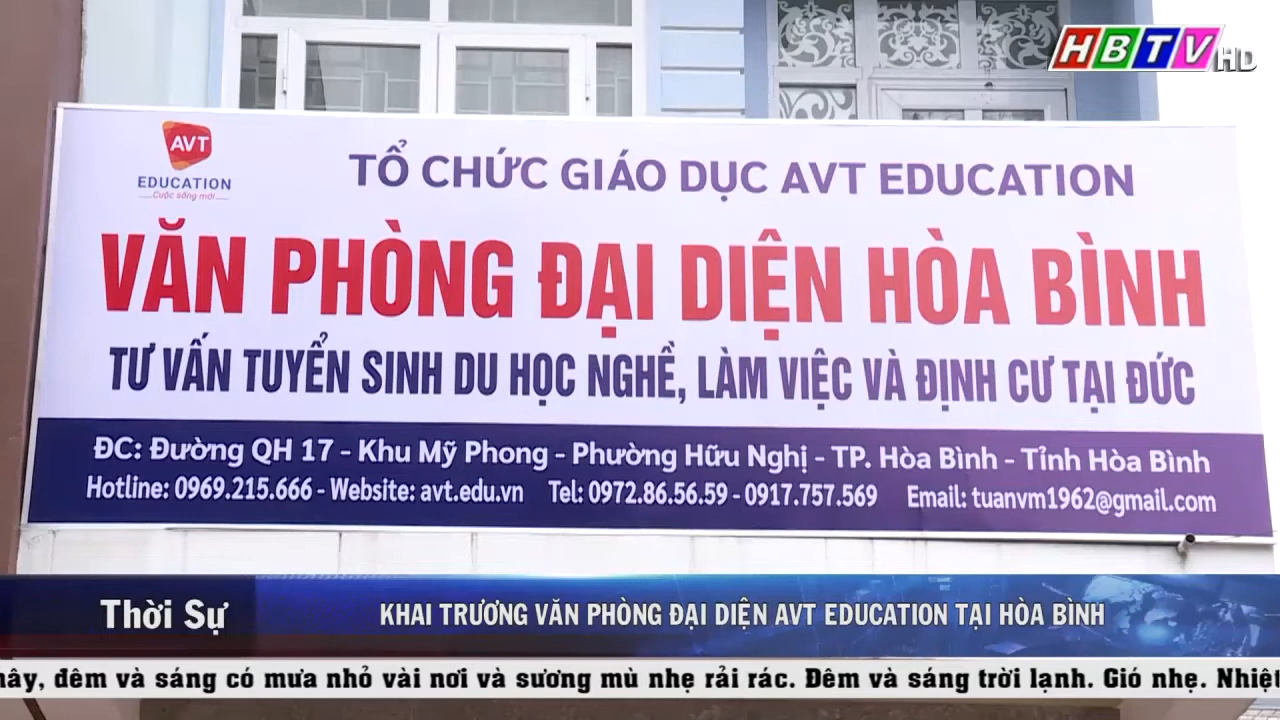 HBTV HD
AVT
EDUCATION
Cuộc sống mới
TỔ CHỨC GIÁO DỤC AVT EDUCATION
VĂN PHÒNG ĐẠI DIỆN HÒA BÌNH
TƯ VẤN TUYỂN SINH DU HỌC NGHỀ, LÀM VIỆC VÀ ĐỊNH CƯ TẠI ĐỨC
ĐC: Đường QH 17 - Khu Mỹ Phong - Phường Hữu Nghị - TP. Hòa Bình - Tỉnh Hòa Bình
Hotline: 0969.215.666 - Website: avt.edu.vn Tel: 0972.86.56.59 - 0917.757.569 Email: tuanvm1962@gmail.com
Thời Sự
KHAI TRƯƠNG VĂN PHÒNG ĐẠI DIỆN AVT EDUCATION TẠI HÒA BÌNH
mây, đêm và sáng có mưa nhỏ vài nơi và sương mù nhẹ rải rác. Đêm và sáng trời lạnh. Gió nhẹ. Nhiệt